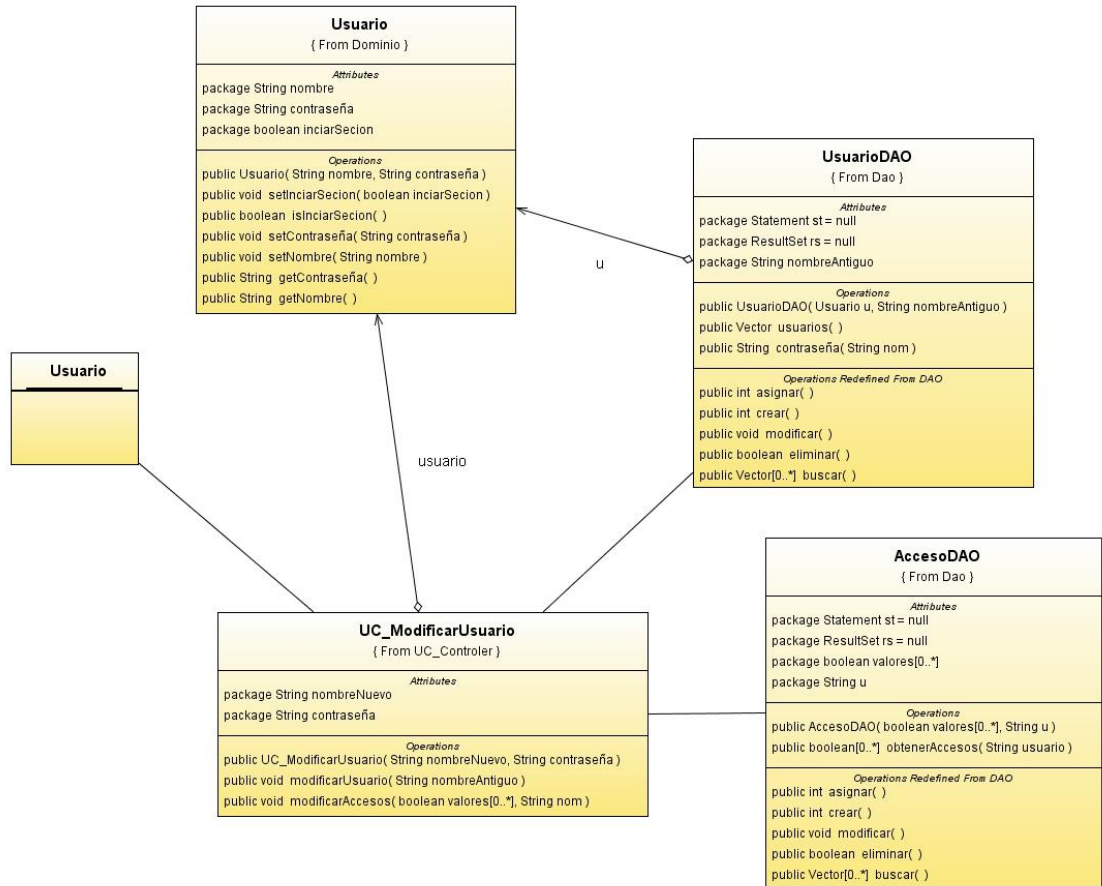 Usuario
{ From Dominio }
Attributes
package String nombre
package String contraseña
package boolean inciarSecion
Operations
public Usuario( String nombre, String contraseña )
public void setInciarSecion( boolean inciarSecion )
public boolean isInciarSecion( )
public void setContraseña( String contraseña )
public void setNombre( String nombre )
public String getContraseña( )
public String getNombre( )
UsuarioDAO
{ From Dao }
Attributes
package Statement st = null
package ResultSet rs = null
package String nombreAntiguo
Operations
public UsuarioDAO( Usuario u, String nombreAntiguo )
public Vector usuarios( )
public String contraseña( String nom )
Operations Redefined From DAO
public int asignar( )
public int crear( )
public void modificar( )
public boolean eliminar( )
public Vector[0..*] buscar( )
u
Usuario
usuario
UC_ModificarUsuario
{ From UC_Controler }
Attributes
package String nombreNuevo
package String contraseña
Operations
public UC_ModificarUsuario( String nombreNuevo, String contraseña )
public void modificarUsuario( String nombreAntiguo )
public void modificarAccesos( boolean valores[0..*], String nom )
AccesoDAO
{ From Dao }
Attributes
package Statement st = null
package ResultSet rs = null
package boolean valores[0..*]
package String u
Operations
public AccesoDAO( boolean valores[0..*], String u )
public boolean[0..*] obtenerAccesos( String usuario )
Operations Redefined From DAO
public int asignar( )
public int crear( )
public void modificar( )
public boolean eliminar( )
public Vector[0..*] buscar( )